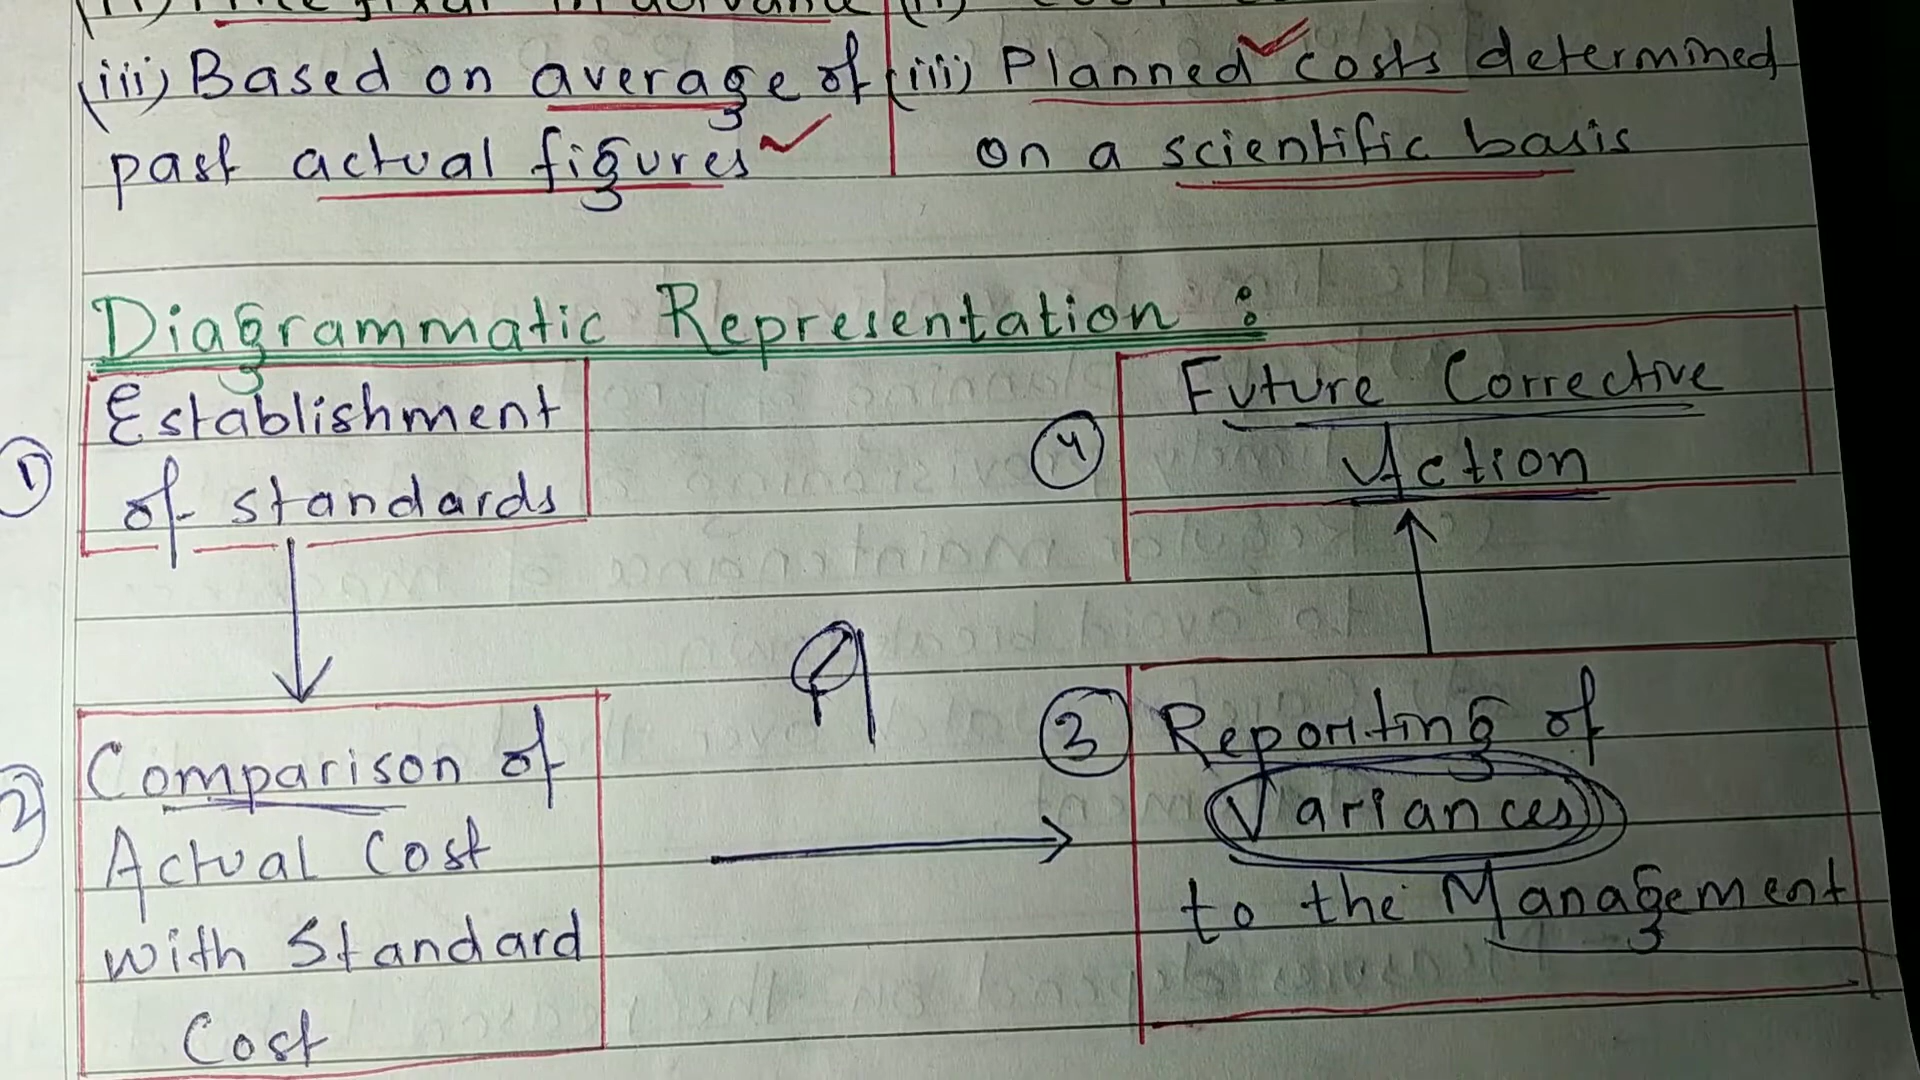 (iii) Based on average of
past actual figures
(iii) Planned costs determined
on a scientific basis
Diagrammatic Representation :
1
Establishment
of standards
2
Comparison of
Actual Cost
with Standard
Cost
3
Reporting of
Variances
to the Management
4
Future Corrective
Action